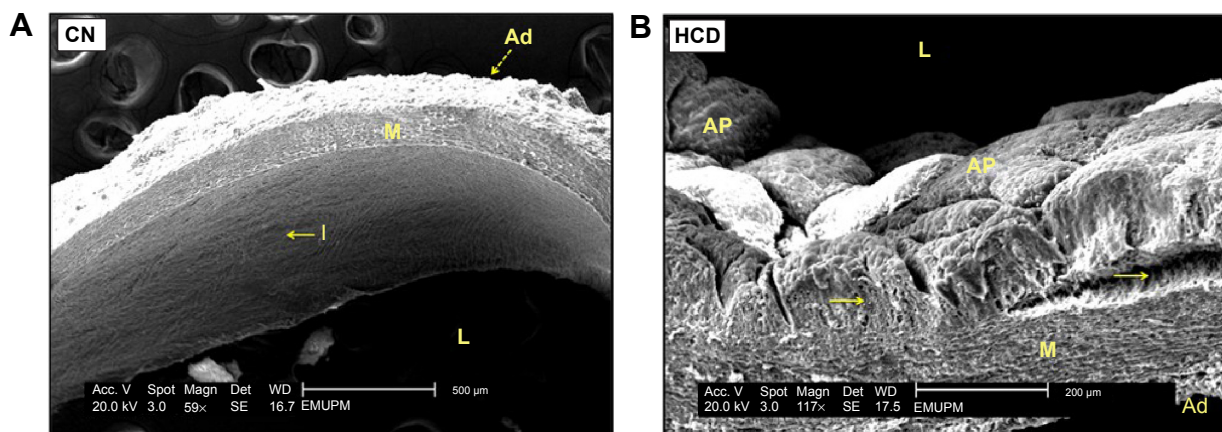 A
CN
Ad
M
I
L
Acc. V Spot Magn Det WD 500 µm
20.0 kV 3.0 59× SE 16.7 EMUPM
B
HCD
L
AP
AP
M
Acc. V Spot Magn Det WD 200 µm
20.0 kV 3.0 117× SE 17.5 EMUPM
Ad